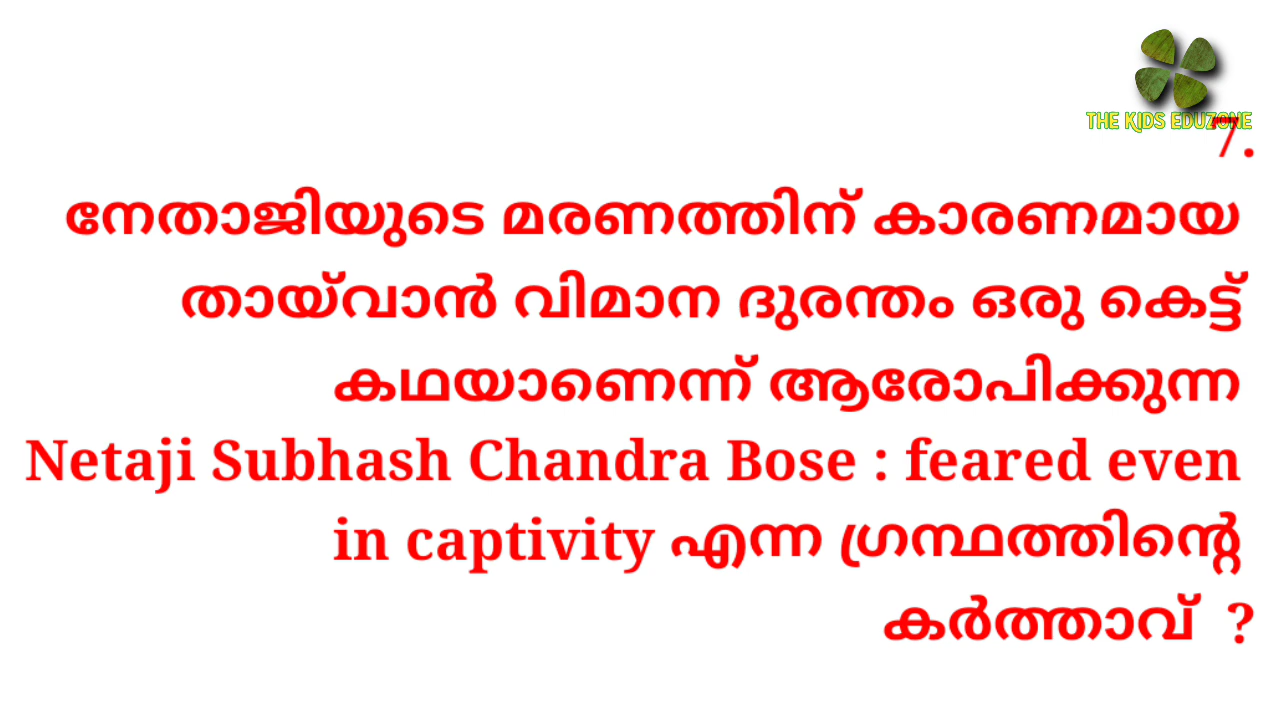 THE KIDS EDUZONE
7.
നേതാജിയുടെ മരണത്തിന് കാരണമായ
തായ്‌വാൻ വിമാന ദുരന്തം ഒരു കെട്ട്
കഥയാണെന്ന് ആരോപിക്കുന്ന
Netaji Subhash Chandra Bose : feared even
in captivity എന്ന ഗ്രന്ഥത്തിന്റെ
കർത്താവ് ?